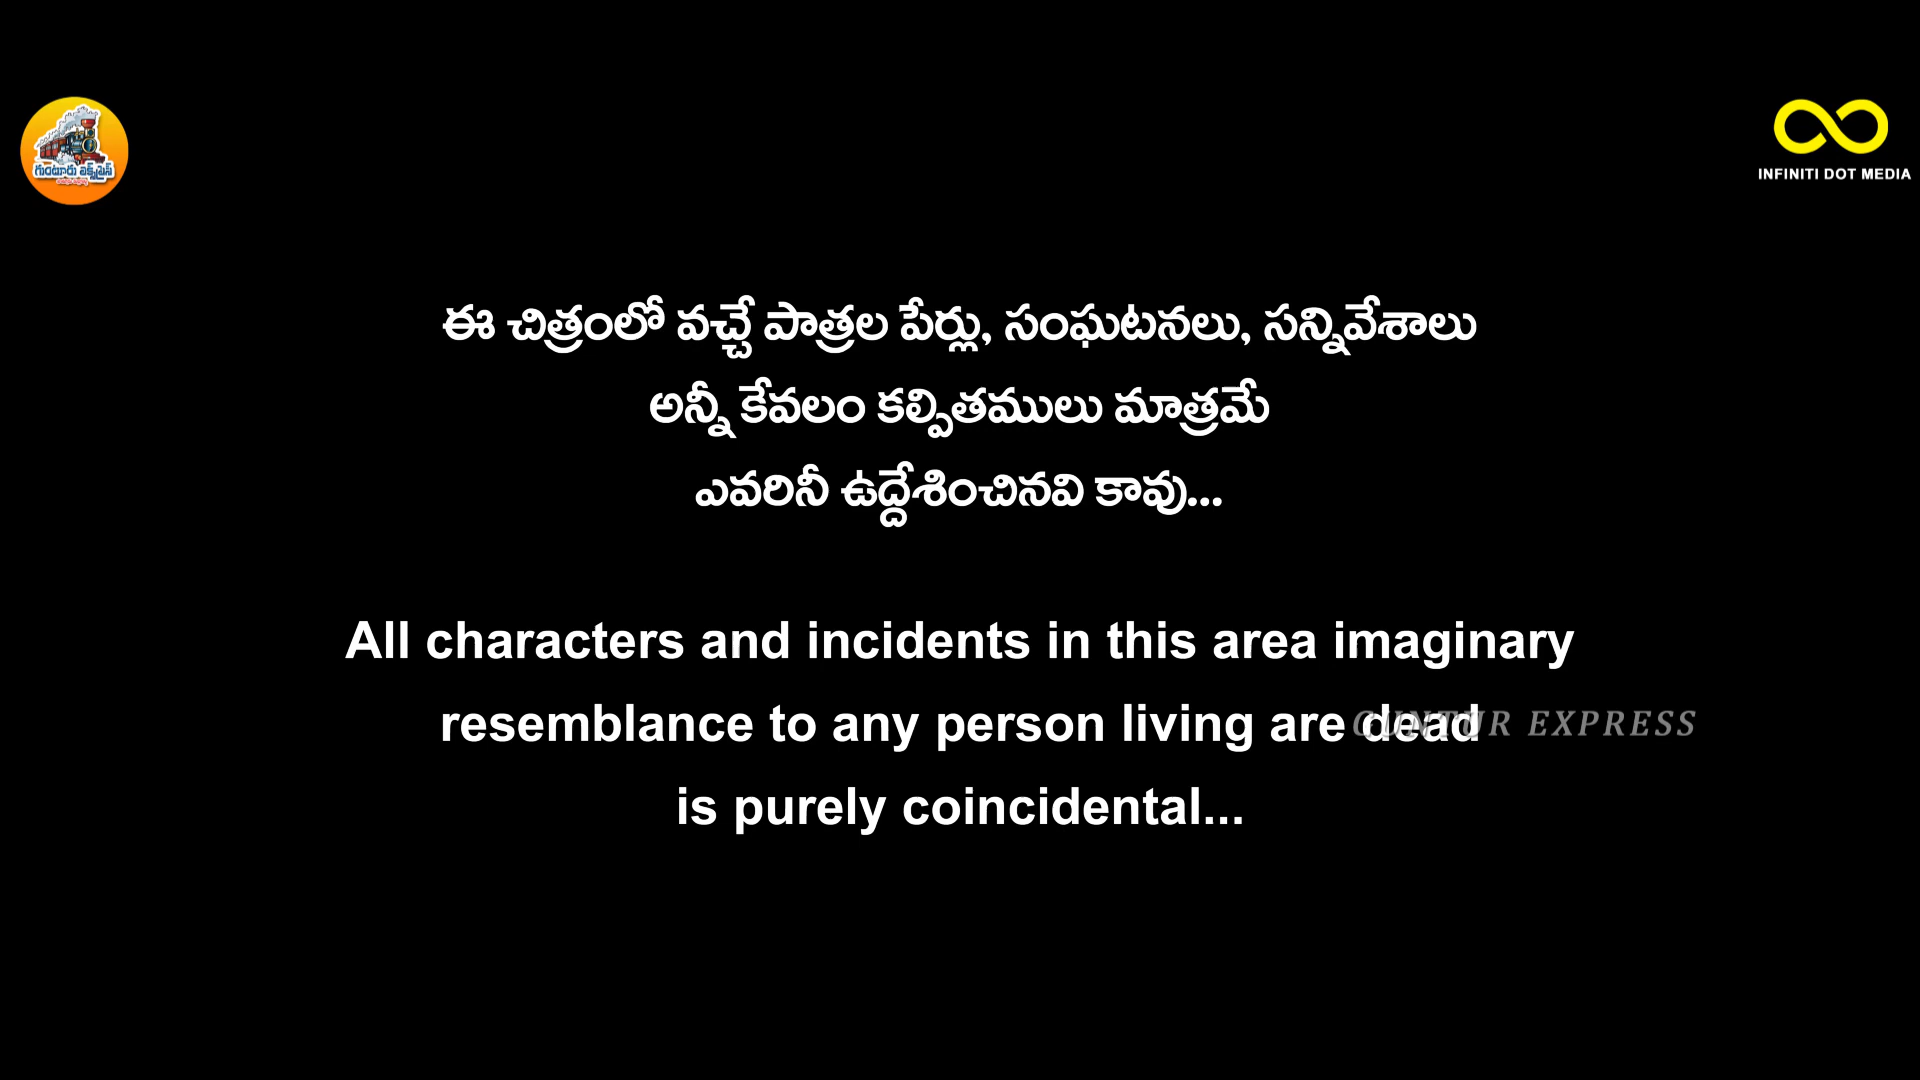 గుంటూరు ఎక్స్‌ప్రెస్
INFINITI DOT MEDIA
ఈ చిత్రంలో వచ్చే పాత్రల పేర్లు, సంఘటనలు, సన్నివేశాలు
అన్నీ కేవలం కల్పితములు మాత్రమే
ఎవరినీ ఉద్దేశించినవి కావు...
All characters and incidents in this area imaginary
resemblance to any person living are dead
GUNTUR EXPRESS
is purely coincidental...